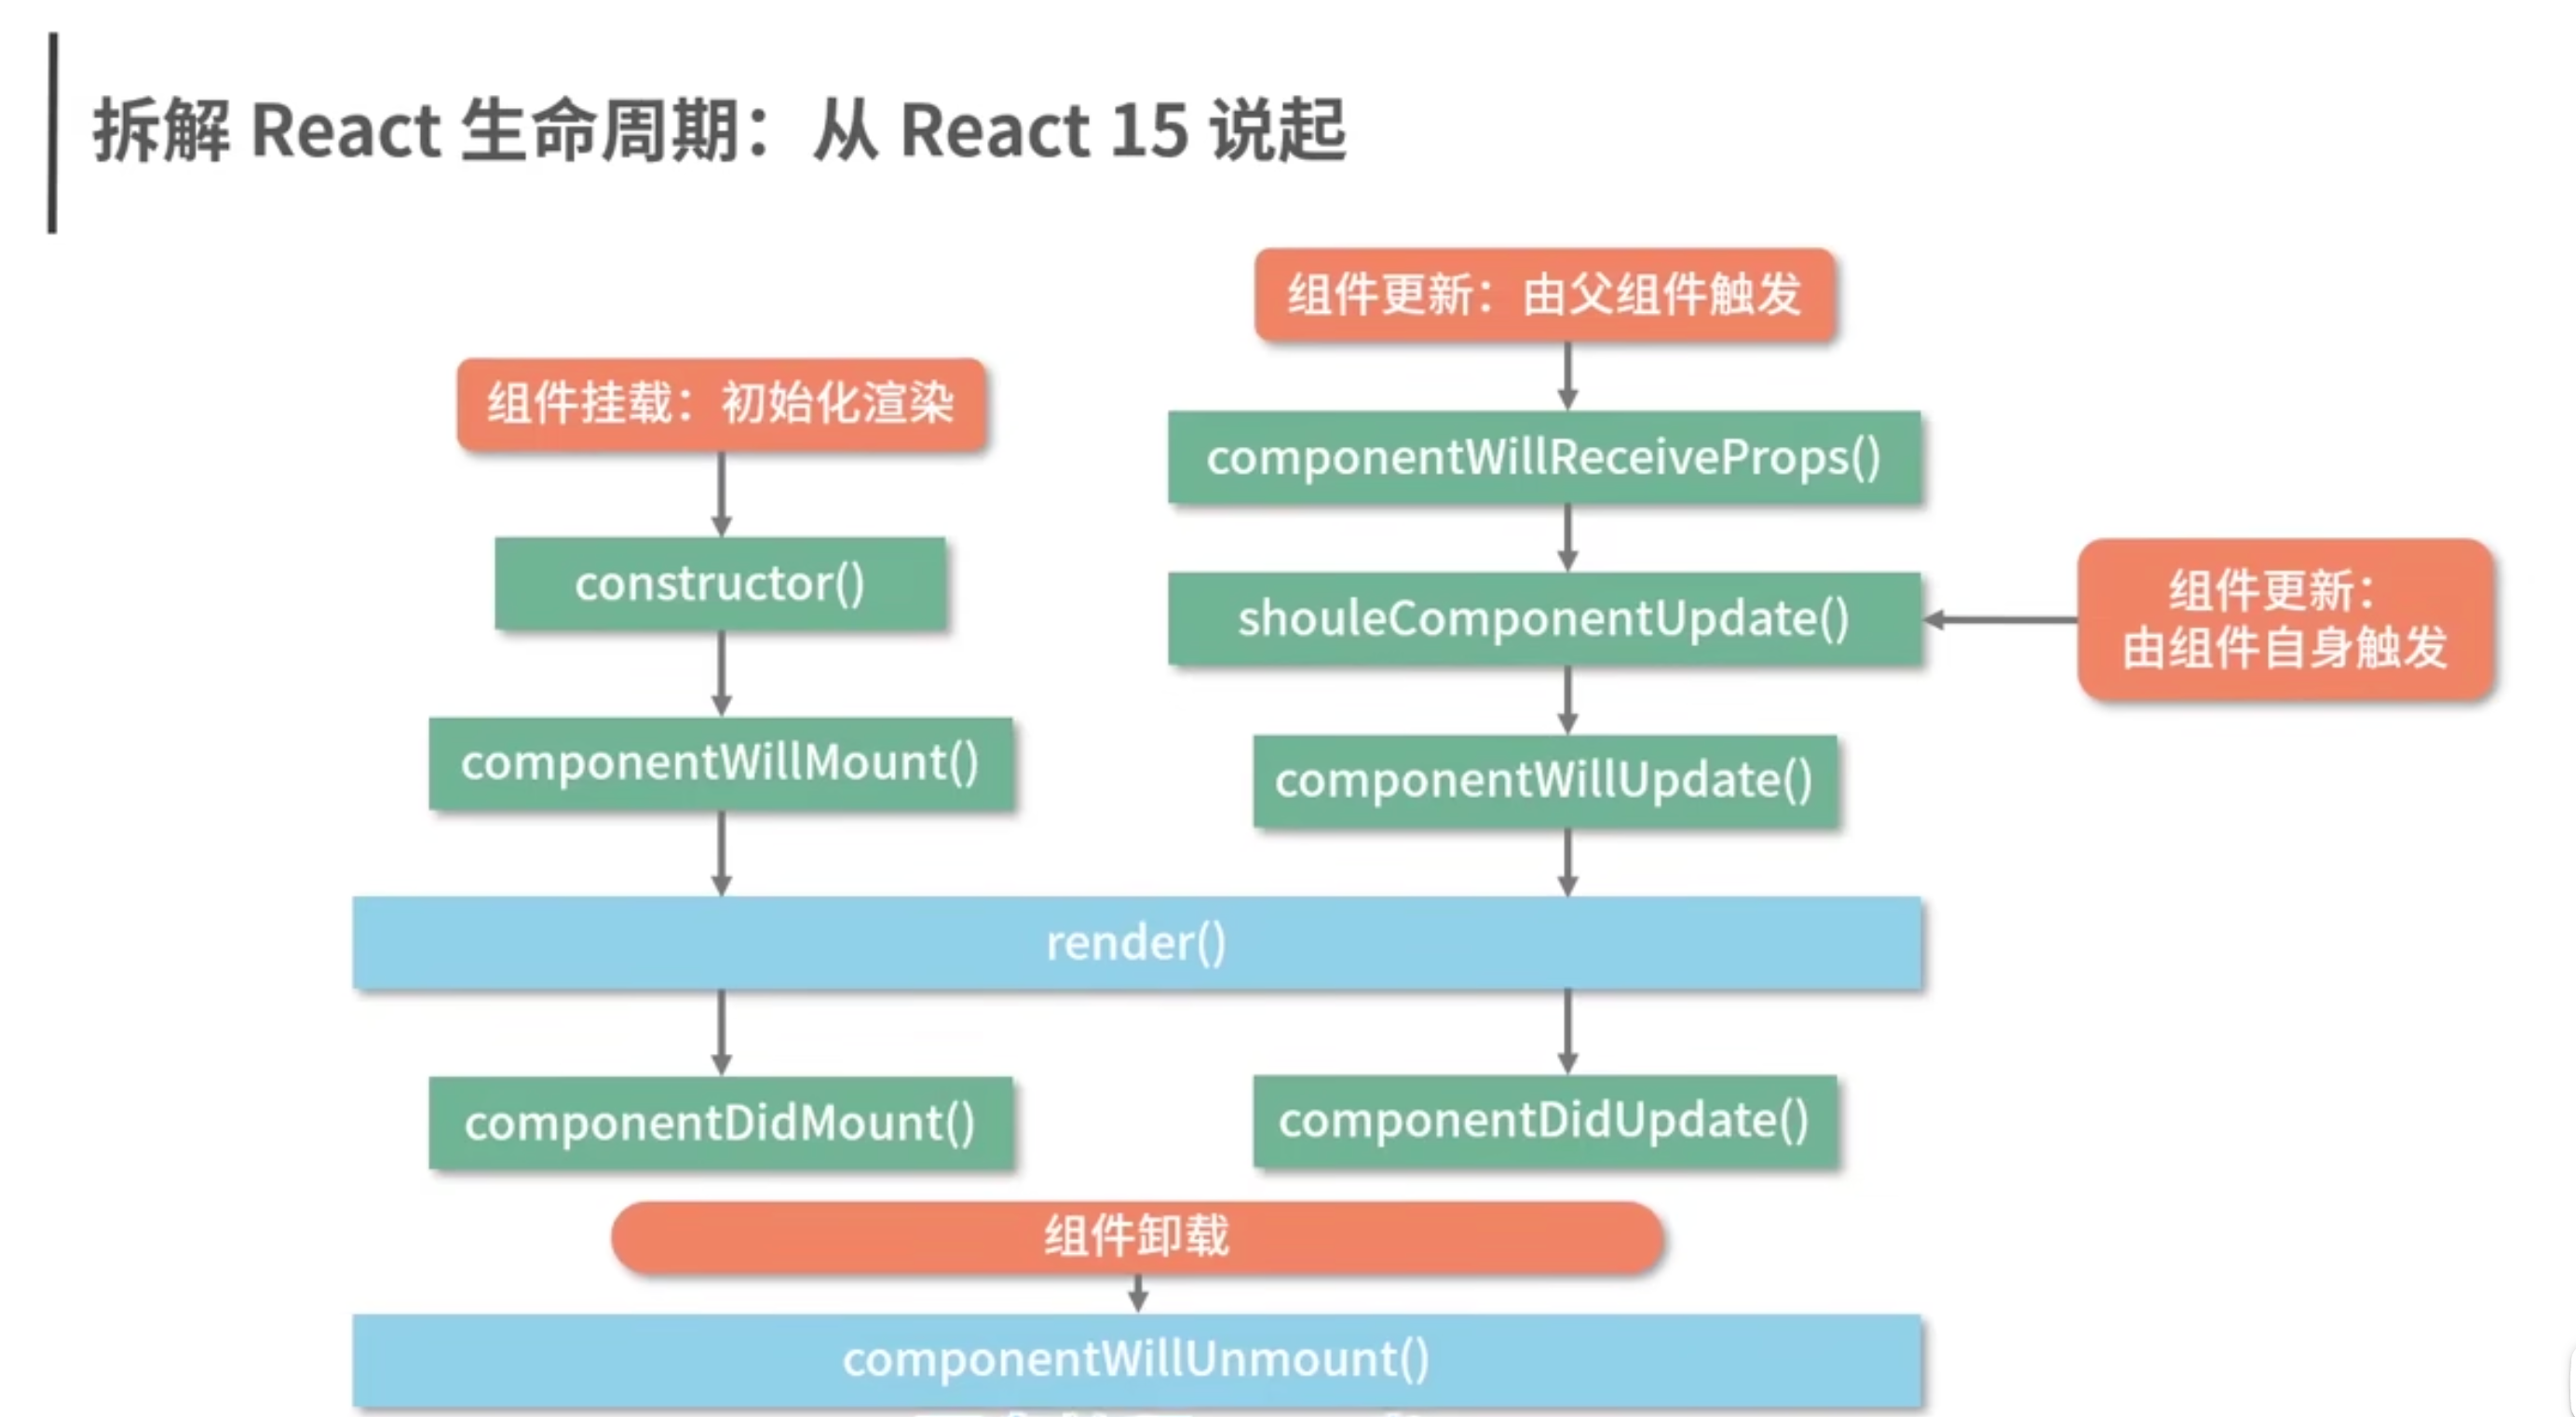 拆解 React 生命周期：从 React 15 说起
组件更新：由父组件触发
组件挂载：初始化渲染
componentWillReceiveProps()
constructor()
shouleComponentUpdate()
组件更新：
由组件自身触发
componentWillMount()
componentWillUpdate()
render()
componentDidMount()
componentDidUpdate()
组件卸载
componentWillUnmount()